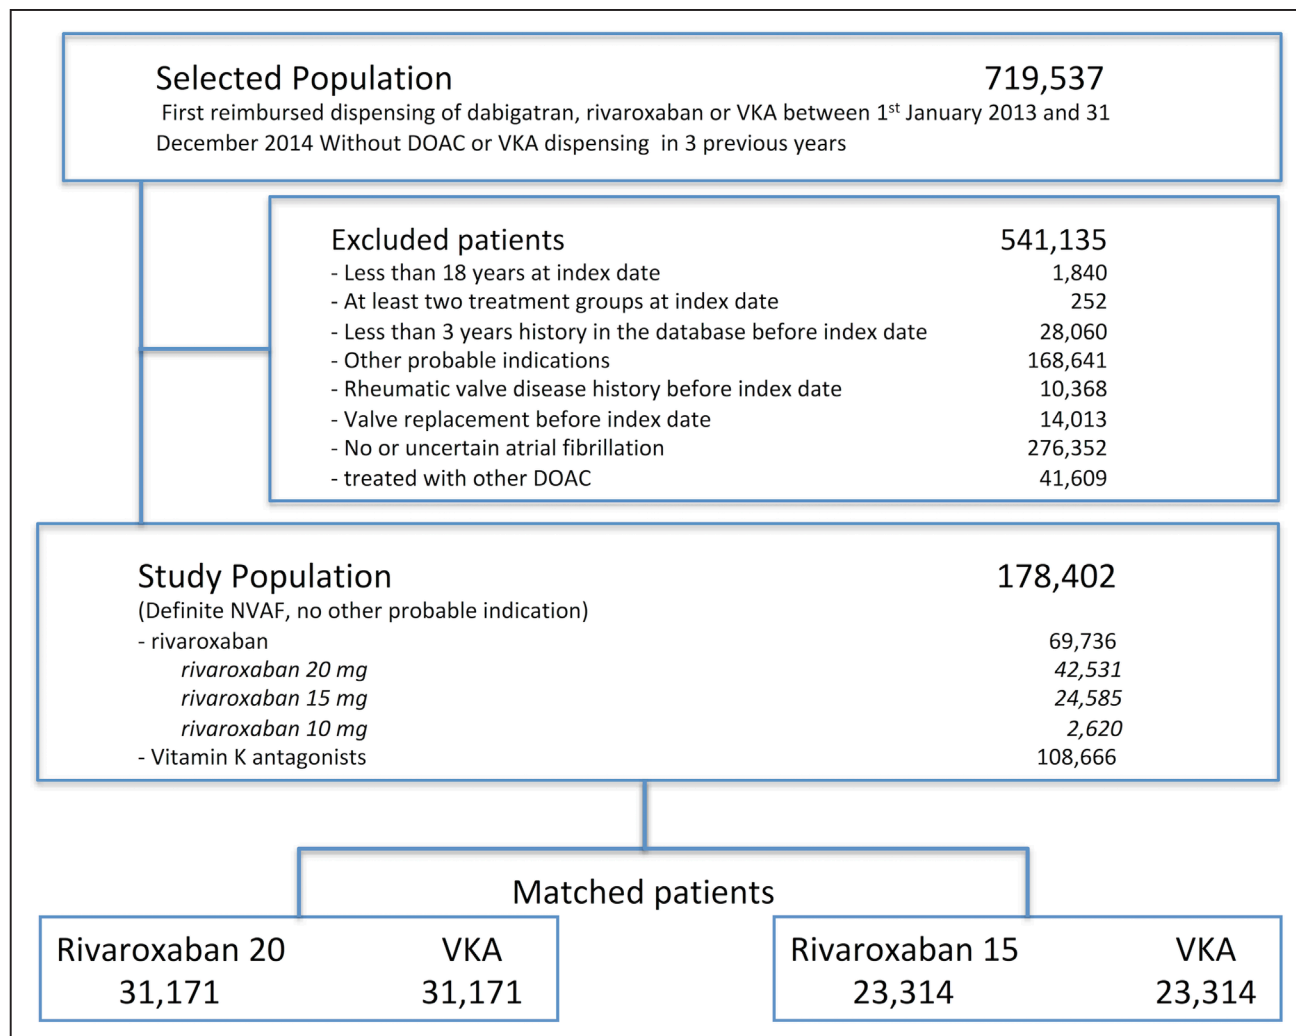 Selected Population 719,537
First reimbursed dispensing of dabigatran, rivaroxaban or VKA between 1st January 2013 and 31
December 2014 Without DOAC or VKA dispensing in 3 previous years
Excluded patients 541,135
- Less than 18 years at index date 1,840
- At least two treatment groups at index date 252
- Less than 3 years history in the database before index date 28,060
- Other probable indications 168,641
- Rheumatic valve disease history before index date 10,368
- Valve replacement before index date 14,013
- No or uncertain atrial fibrillation 276,352
- treated with other DOAC 41,609
Study Population 178,402
(Definite NVAF, no other probable indication)
- rivaroxaban 69,736
rivaroxaban 20 mg 42,531
rivaroxaban 15 mg 24,585
rivaroxaban 10 mg 2,620
- Vitamin K antagonists 108,666
Matched patients
Rivaroxaban 20 VKA
31,171 31,171
Rivaroxaban 15 VKA
23,314 23,314